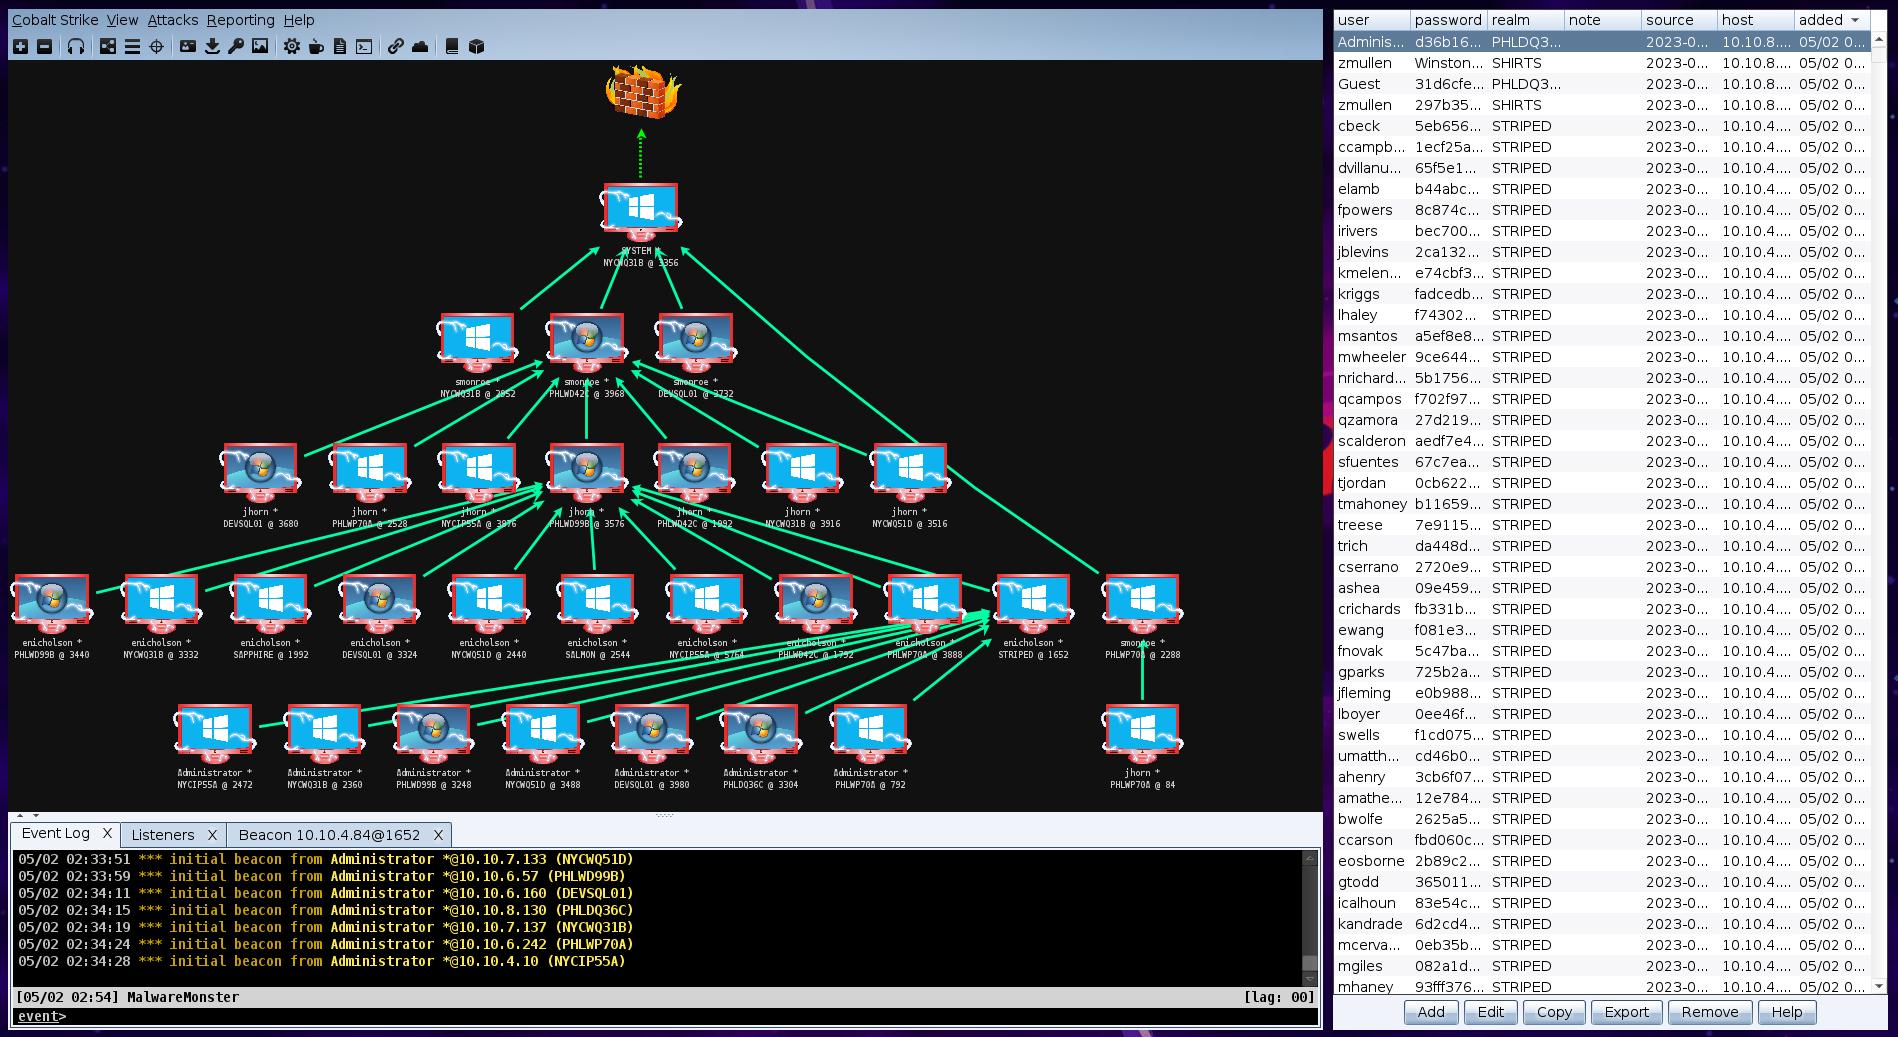 Cobalt Strike View Attacks Reporting Help
SYSTEM *
NYCWQ31B @ 3356
smonroe *
NYCWQ31B @ 2952
smonroe *
PHLWD42C @ 3968
smonroe *
DEVSQL01 @ 3732
jhorn *
DEVSQL01 @ 3680
jhorn *
PHLWP70A @ 2528
jhorn *
NYCIP55A @ 3876
jhorn *
PHLWD99B @ 3576
jhorn *
PHLWD42C @ 1992
jhorn *
NYCWQ31B @ 3916
jhorn *
NYCWQ51D @ 3516
enicholson *
PHLWD99B @ 3440
enicholson *
NYCWQ31B @ 3332
enicholson *
SAPPHIRE @ 1992
enicholson *
DEVSQL01 @ 3324
enicholson *
NYCWQ51D @ 2440
enicholson *
SALMON @ 2544
enicholson *
NYCIP55A @ 3764
enicholson *
PHLWD42C @ 1752
enicholson *
PHLWP70A @ 3888
enicholson *
STRIPED @ 1652
smonroe *
PHLWP70A @ 2288
Administrator *
NYCIP55A @ 2472
Administrator *
NYCWQ31B @ 2360
Administrator *
PHLWD99B @ 3248
Administrator *
NYCWQ51D @ 3488
Administrator *
DEVSQL01 @ 3980
Administrator *
PHLDQ36C @ 3304
Administrator *
PHLWP70A @ 792
jhorn *
PHLWP70A @ 84
Event Log X Listeners X Beacon 10.10.4.84@1652 X
05/02 02:33:51 *** initial beacon from Administrator *@10.10.7.133 (NYCWQ51D)
05/02 02:33:59 *** initial beacon from Administrator *@10.10.6.57 (PHLWD99B)
05/02 02:34:11 *** initial beacon from Administrator *@10.10.6.160 (DEVSQL01)
05/02 02:34:15 *** initial beacon from Administrator *@10.10.8.130 (PHLDQ36C)
05/02 02:34:19 *** initial beacon from Administrator *@10.10.7.137 (NYCWQ31B)
05/02 02:34:24 *** initial beacon from Administrator *@10.10.6.242 (PHLWP70A)
05/02 02:34:28 *** initial beacon from Administrator *@10.10.4.10 (NYCIP55A)
[05/02 02:54] MalwareMonster [lag: 00]
event>
user password realm note source host added
Adminis... d36b16... PHLDQ3... 2023-0... 10.10.8.... 05/02 0...
zmullen Winston... SHIRTS 2023-0... 10.10.8.... 05/02 0...
Guest 31d6cfe... PHLDQ3... 2023-0... 10.10.8.... 05/02 0...
zmullen 297b35... SHIRTS 2023-0... 10.10.8.... 05/02 0...
cbeck 5eb656... STRIPED 2023-0... 10.10.4.... 05/02 0...
ccampb... 1ecf25a... STRIPED 2023-0... 10.10.4.... 05/02 0...
dvillanu... 65f5e1... STRIPED 2023-0... 10.10.4.... 05/02 0...
elamb b44abc... STRIPED 2023-0... 10.10.4.... 05/02 0...
fpowers 8c874c... STRIPED 2023-0... 10.10.4.... 05/02 0...
irivers bec700... STRIPED 2023-0... 10.10.4.... 05/02 0...
jblevins 2ca132... STRIPED 2023-0... 10.10.4.... 05/02 0...
kmelen... e74cbf3... STRIPED 2023-0... 10.10.4.... 05/02 0...
kriggs fadcedb... STRIPED 2023-0... 10.10.4.... 05/02 0...
lhaley f74302... STRIPED 2023-0... 10.10.4.... 05/02 0...
msantos a5ef8e8... STRIPED 2023-0... 10.10.4.... 05/02 0...
mwheeler 9ce644... STRIPED 2023-0... 10.10.4.... 05/02 0...
nrichard... 5b1756... STRIPED 2023-0... 10.10.4.... 05/02 0...
qcampos f702f97... STRIPED 2023-0... 10.10.4.... 05/02 0...
qzamora 27d219... STRIPED 2023-0... 10.10.4.... 05/02 0...
scalderon aedf7e4... STRIPED 2023-0... 10.10.4.... 05/02 0...
sfuentes 67c7ea... STRIPED 2023-0... 10.10.4.... 05/02 0...
tjordan 0cb622... STRIPED 2023-0... 10.10.4.... 05/02 0...
tmahoney b11659... STRIPED 2023-0... 10.10.4.... 05/02 0...
treese 7e9115... STRIPED 2023-0... 10.10.4.... 05/02 0...
trich da448d... STRIPED 2023-0... 10.10.4.... 05/02 0...
cserrano 2720e9... STRIPED 2023-0... 10.10.4.... 05/02 0...
ashea 09e459... STRIPED 2023-0... 10.10.4.... 05/02 0...
crichards fb331b... STRIPED 2023-0... 10.10.4.... 05/02 0...
ewang f081e3... STRIPED 2023-0... 10.10.4.... 05/02 0...
fnovak 5c47ba... STRIPED 2023-0... 10.10.4.... 05/02 0...
gparks 725b2a... STRIPED 2023-0... 10.10.4.... 05/02 0...
jfleming e0b988... STRIPED 2023-0... 10.10.4.... 05/02 0...
lboyer 0ee46f... STRIPED 2023-0... 10.10.4.... 05/02 0...
swells f1cd075... STRIPED 2023-0... 10.10.4.... 05/02 0...
umatth... cd46b0... STRIPED 2023-0... 10.10.4.... 05/02 0...
ahenry 3cb6f07... STRIPED 2023-0... 10.10.4.... 05/02 0...
amathe... 12e784... STRIPED 2023-0... 10.10.4.... 05/02 0...
bwolfe 2625a5... STRIPED 2023-0... 10.10.4.... 05/02 0...
ccarson fbd060c... STRIPED 2023-0... 10.10.4.... 05/02 0...
eosborne 2b89c2... STRIPED 2023-0... 10.10.4.... 05/02 0...
gtodd 365011... STRIPED 2023-0... 10.10.4.... 05/02 0...
icalhoun 83e54c... STRIPED 2023-0... 10.10.4.... 05/02 0...
kandrade 6d2cd4... STRIPED 2023-0... 10.10.4.... 05/02 0...
mcerva... 0eb35b... STRIPED 2023-0... 10.10.4.... 05/02 0...
mgiles 082a1d... STRIPED 2023-0... 10.10.4.... 05/02 0...
mhaney 93fff376... STRIPED 2023-0... 10.10.4.... 05/02 0...
Add Edit Copy Export Remove Help